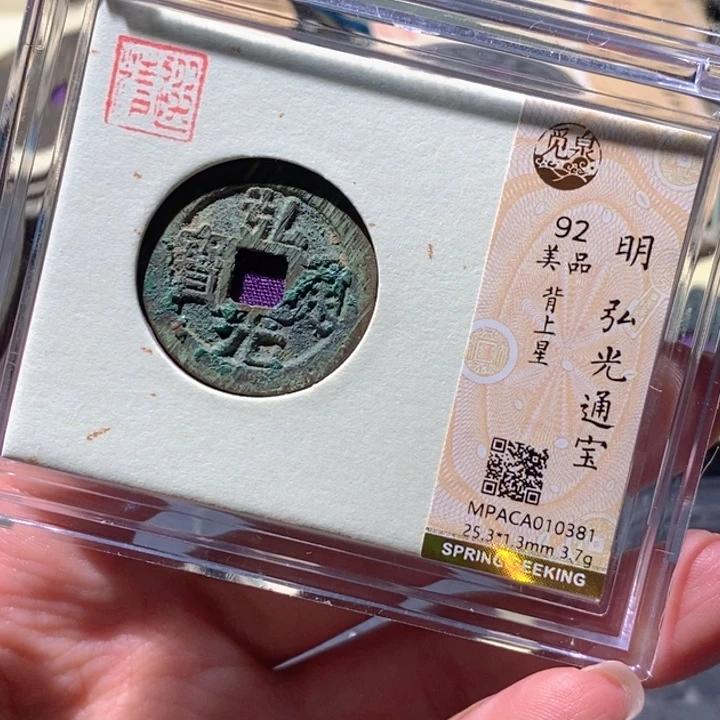 弘光通寳
觅泉
明 弘光通宝
92
美品
背上星
MPACA010381
25.3*1.3mm 3.7g
SPRING SEEKING